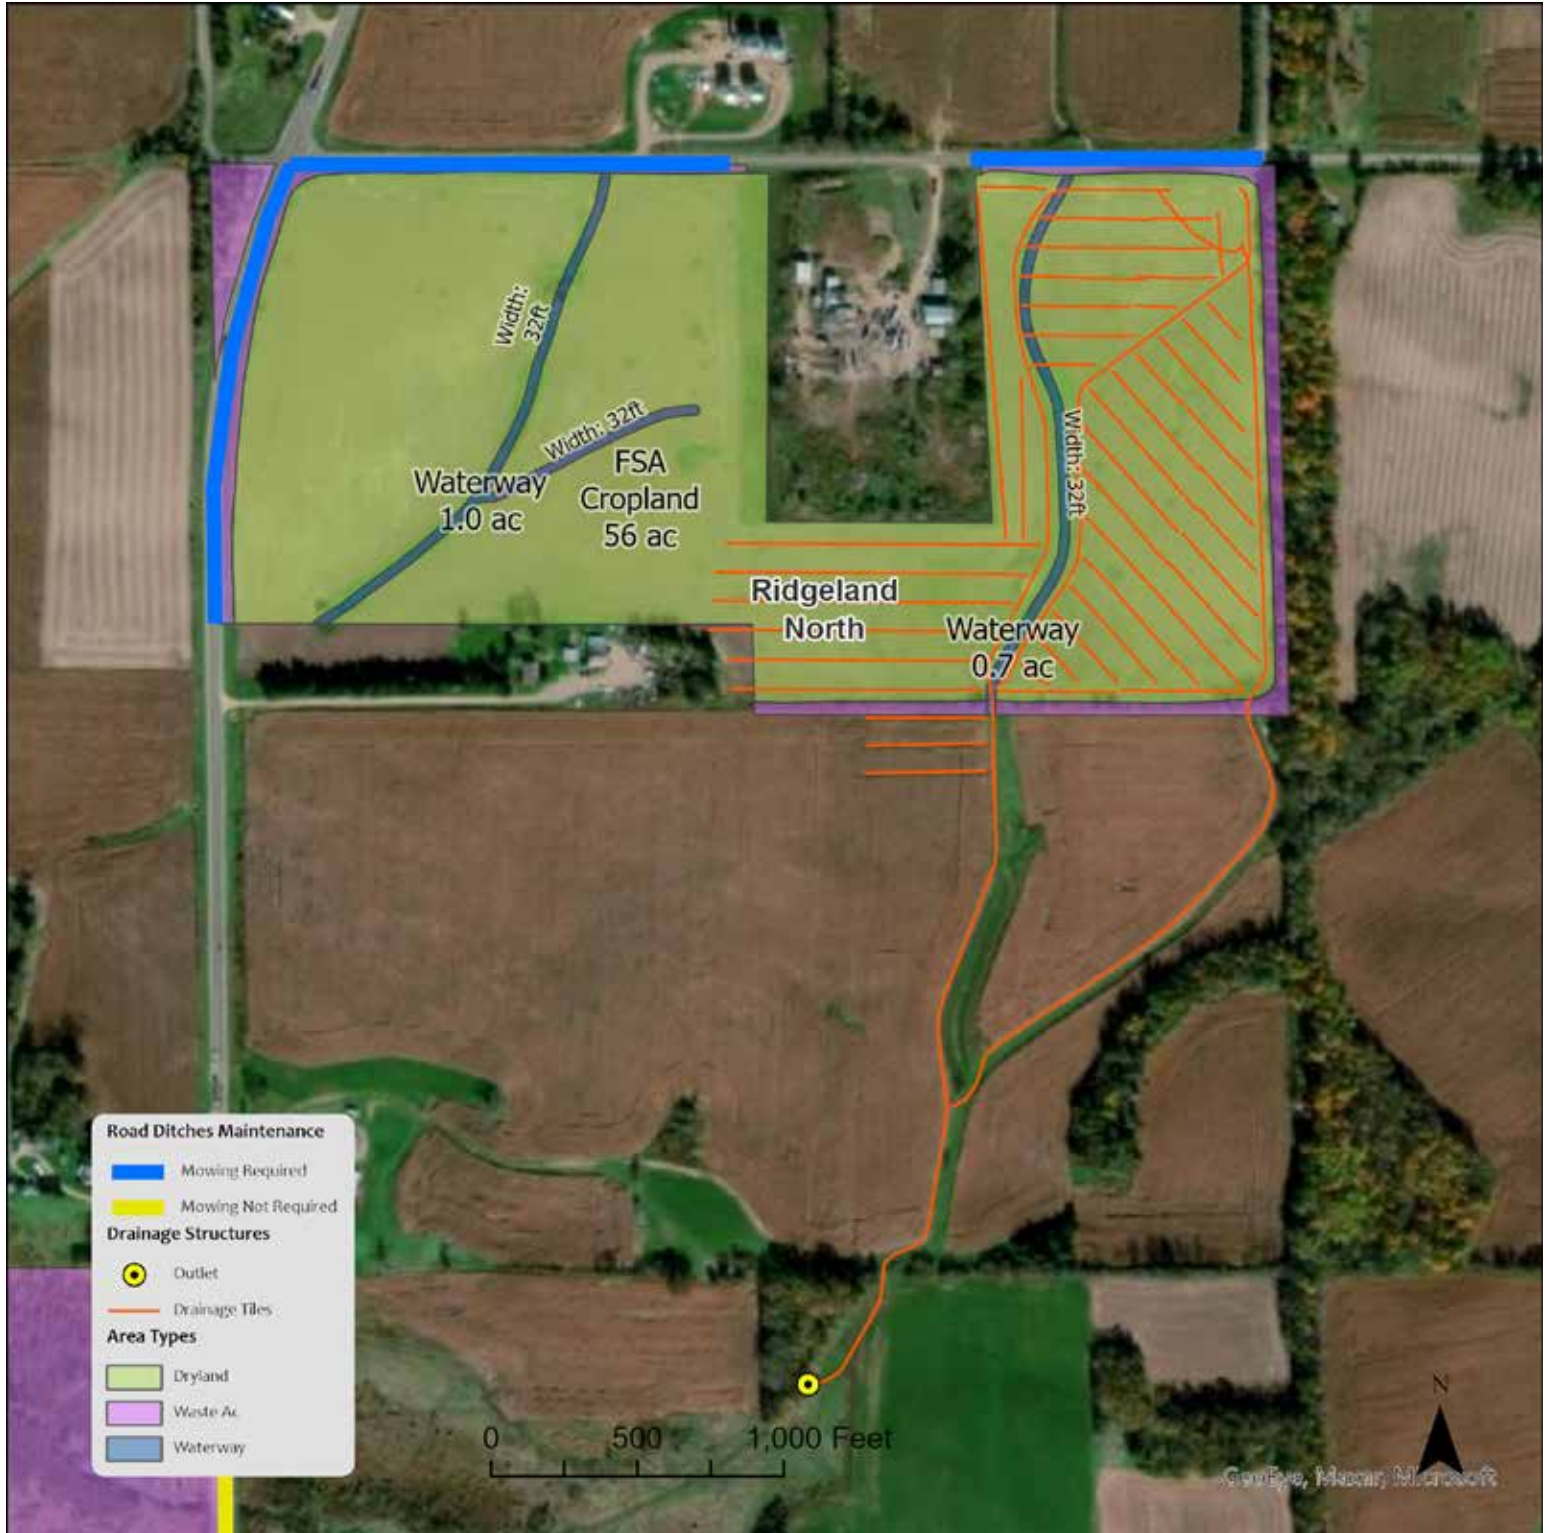 Width:
32ft
Width: 32ft
Width: 32ft
Waterway
1.0 ac
FSA
Cropland
56 ac
Ridgeland
North
Waterway
0.7 ac
Road Ditches Maintenance
Mowing Required
Mowing Not Required
Drainage Structures
Outlet
Drainage Tiles
Area Types
Dryland
Waste Ac
Waterway
0 500 1,000 Feet
N
GeoEye, Maxar, Microsoft